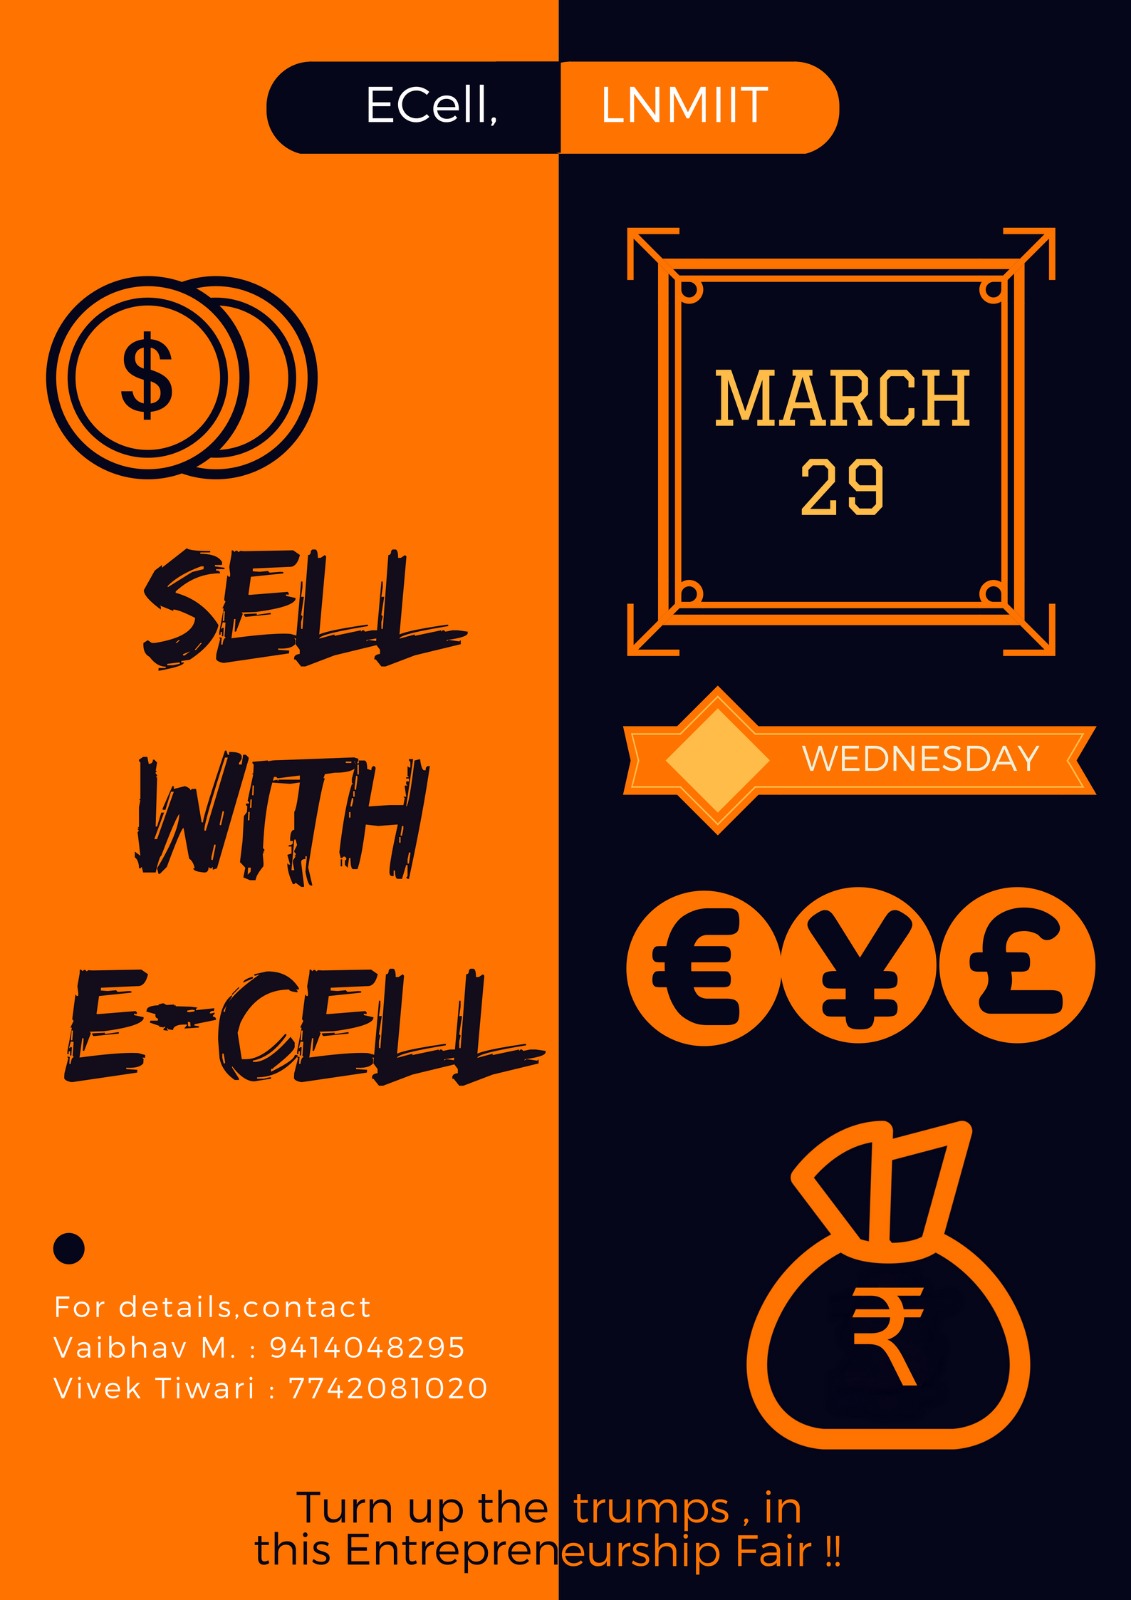 ECell, LNMIIT
$
SELL
WITH
E-CELL
MARCH
29
WEDNESDAY
€ ¥ £
₹
For details,contact
Vaibhav M. : 9414048295
Vivek Tiwari : 7742081020
Turn up the trumps , in
this Entrepreneurship Fair !!